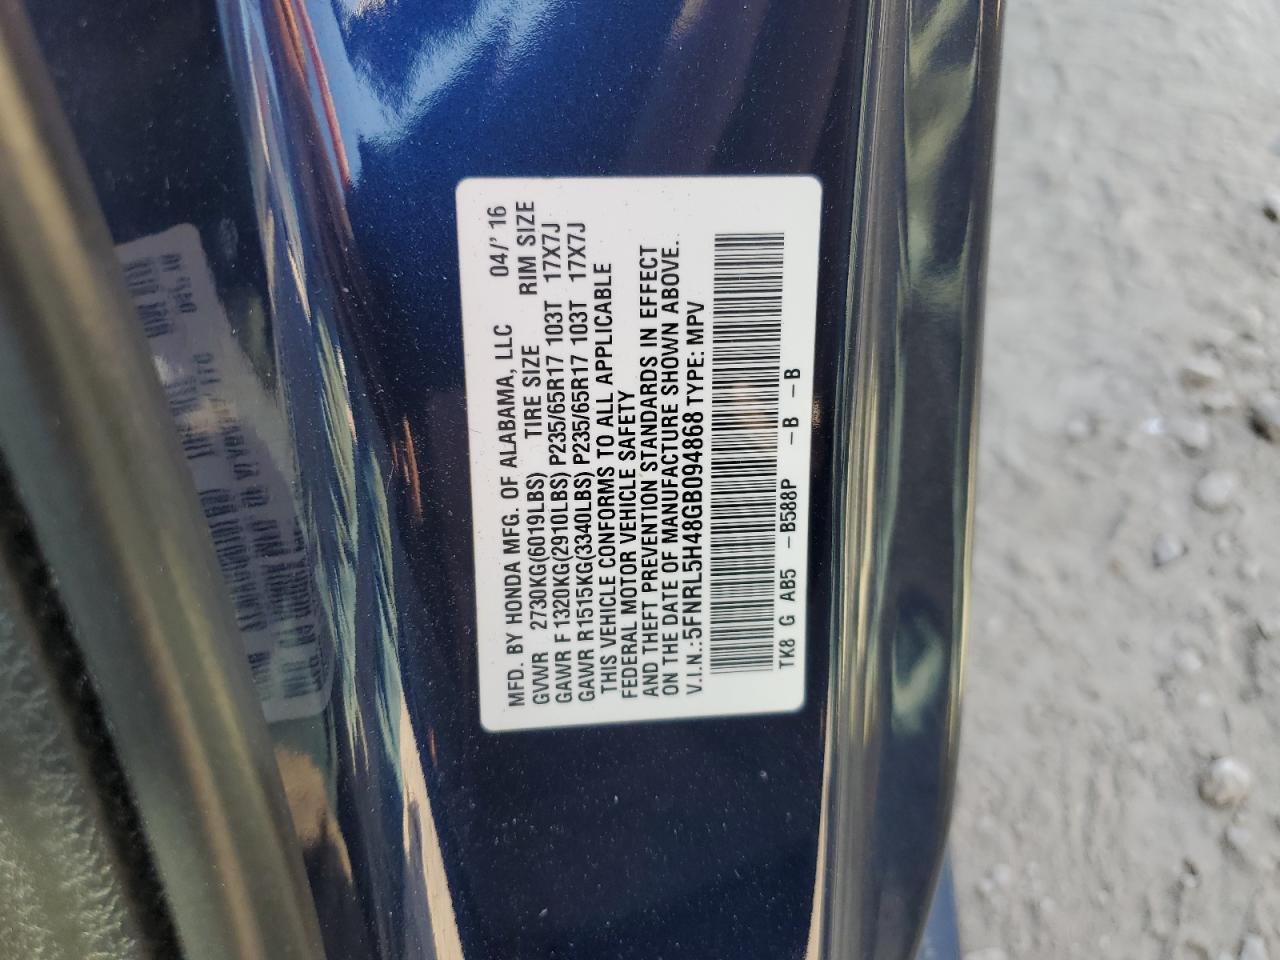 MFD. BY HONDA MFG. OF ALABAMA, LLC 04/' 16
GVWR 2730KG(6019LBS) TIRE SIZE RIM SIZE
GAWR F 1320KG(2910LBS) P235/65R17 103T 17X7J
GAWR R1515KG(3340LBS) P235/65R17 103T 17X7J
THIS VEHICLE CONFORMS TO ALL APPLICABLE
FEDERAL MOTOR VEHICLE SAFETY
AND THEFT PREVENTION STANDARDS IN EFFECT
ON THE DATE OF MANUFACTURE SHOWN ABOVE..
V.I.N.:5FNRL5H48GB094868 TYPE: MPV
TK8 G AB5 -B588P -B -B